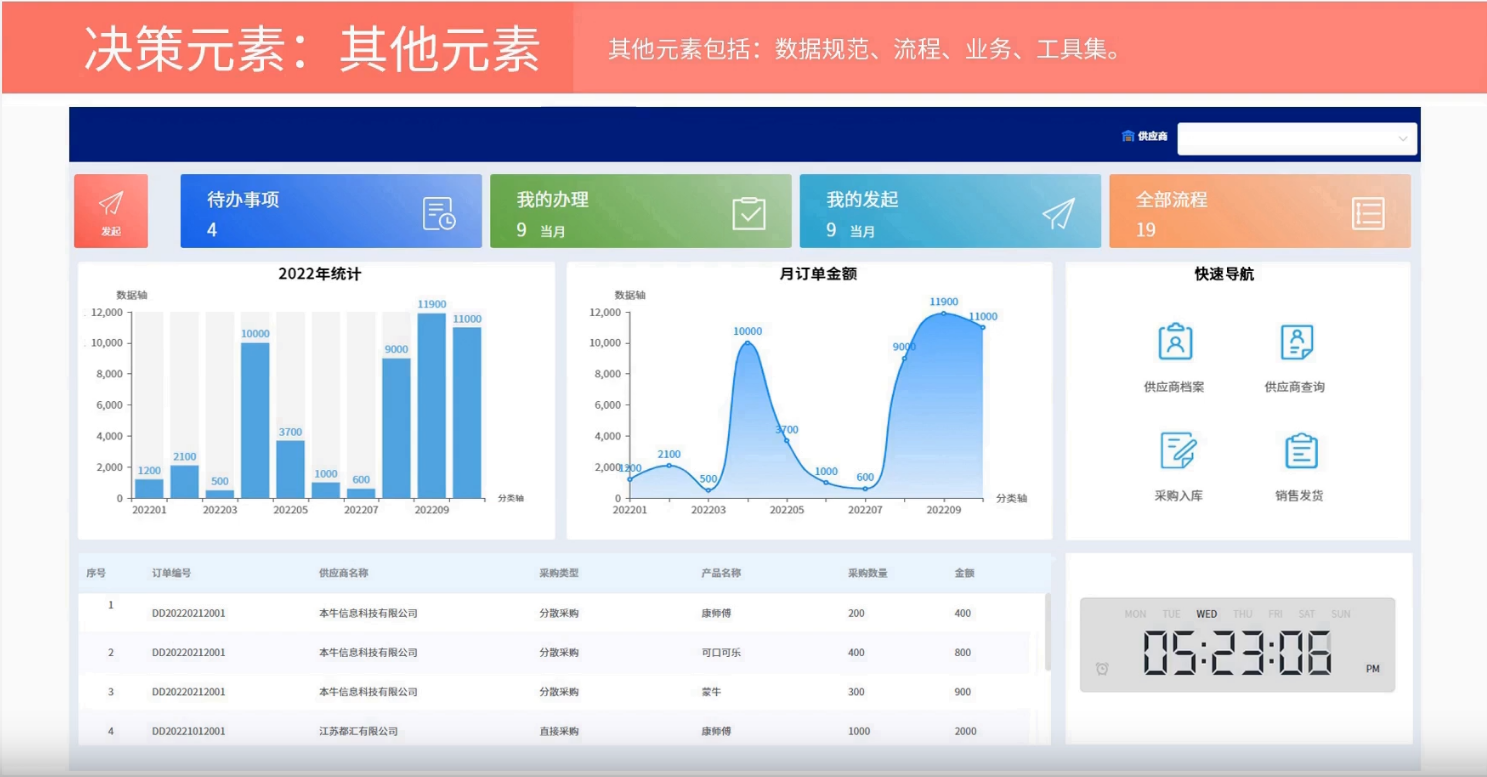 决策元素：其他元素
其他元素包括：数据规范、流程、业务、工具集。
供应商
发起
待办事项
4
我的办理
9 当月
我的发起
9 当月
全部流程
19
2022年统计
数据轴
12,000
10,000
8,000
6,000
4,000
2,000
0
1200
2100
500
10000
3700
1000
600
9000
11900
11000
202201
202203
202205
202207
202209
分类轴
月订单金额
数据轴
12,000
10,000
8,000
6,000
4,000
2,000
0
1200
2100
500
10000
3700
1000
600
9000
11900
11000
202201
202203
202205
202207
202209
分类轴
快速导航
供应商档案
供应商查询
采购入库
销售发货
序号 订单编号 供应商名称 采购类型 产品名称 采购数量 金额
1 DD20220212001 本牛信息科技有限公司 分散采购 康师傅 200 400
2 DD20220212001 本牛信息科技有限公司 分散采购 可口可乐 400 800
3 DD20220212001 本牛信息科技有限公司 分散采购 蒙牛 300 900
4 DD20221012001 江苏都汇有限公司 直接采购 康师傅 1000 2000
MON TUE WED THU FRI SAT SUN
05:23:06 PM